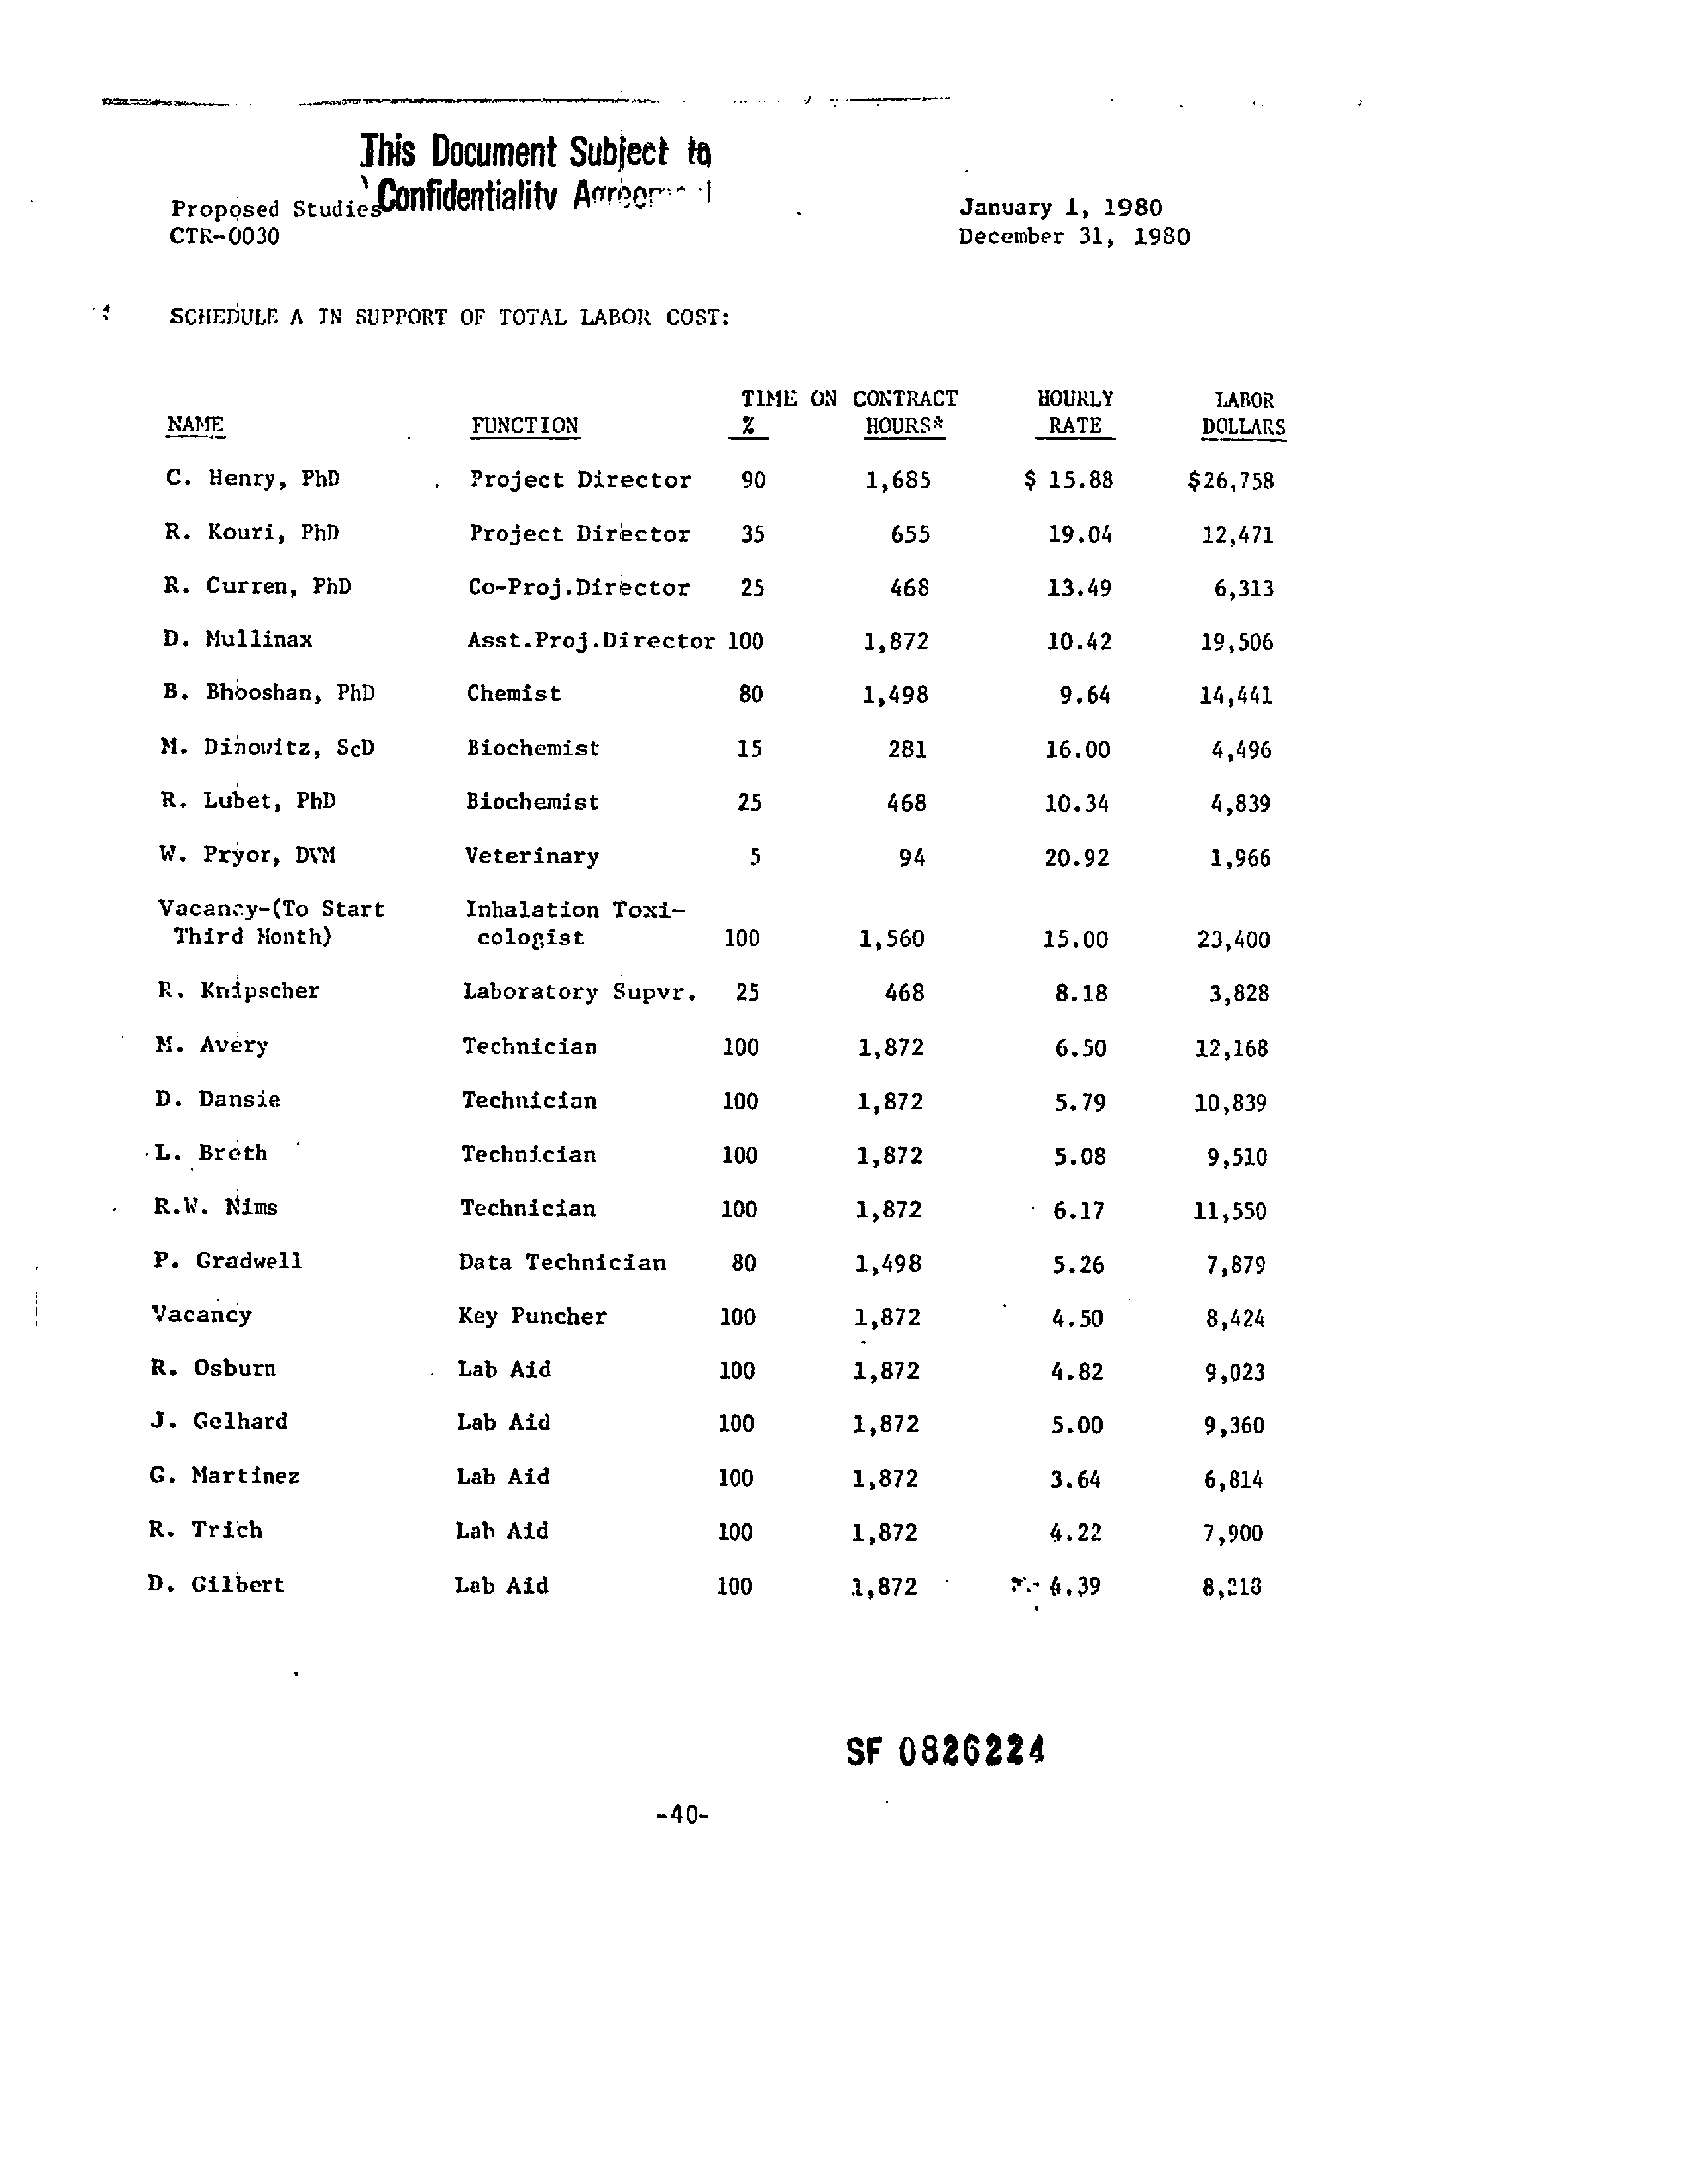 This Document Subject to
Confidentiality Agreement
Proposed Studies January 1, 1980
CTR-0030 December 31, 1980
SCHEDULE A IN SUPPORT OF TOTAL LABOR COST:
TIME ON CONTRACT HOURLY LABOR
NAME FUNCTION % HOURS* RATE DOLLARS
C. Henry, PhD Project Director 90 1,685 $ 15.88 $26,758
R. Kouri, PhD Project Director 35 655 19.04 12,471
R. Curren, PhD Co-Proj.Director 25 468 13.49 6,313
D. Mullinax Asst.Proj.Director 100 1,872 10.42 19,506
B. Bhooshan, PhD Chemist 80 1,498 9.64 14,441
M. Dinowitz, ScD Biochemist 15 281 16.00 4,496
R. Lubet, PhD Biochemist 25 468 10.34 4,839
W. Pryor, DVM Veterinary 5 94 20.92 1,966
Vacancy-(To Start Inhalation Toxi-
Third Month) cologist 100 1,560 15.00 23,400
R. Knipscher Laboratory Supvr. 25 468 8.18 3,828
M. Avery Technician 100 1,872 6.50 12,168
D. Dansie Technician 100 1,872 5.79 10,839
L. Breth Technician 100 1,872 5.08 9,510
R.W. Nims Technician 100 1,872 6.17 11,550
P. Gradwell Data Technician 80 1,498 5.26 7,879
Vacancy Key Puncher 100 1,872 4.50 8,424
R. Osburn Lab Aid 100 1,872 4.82 9,023
J. Gelhard Lab Aid 100 1,872 5.00 9,360
G. Martinez Lab Aid 100 1,872 3.64 6,814
R. Trich Lab Aid 100 1,872 4.22 7,900
D. Gilbert Lab Aid 100 1,872 4.39 8,218
SF 0826224
-40-